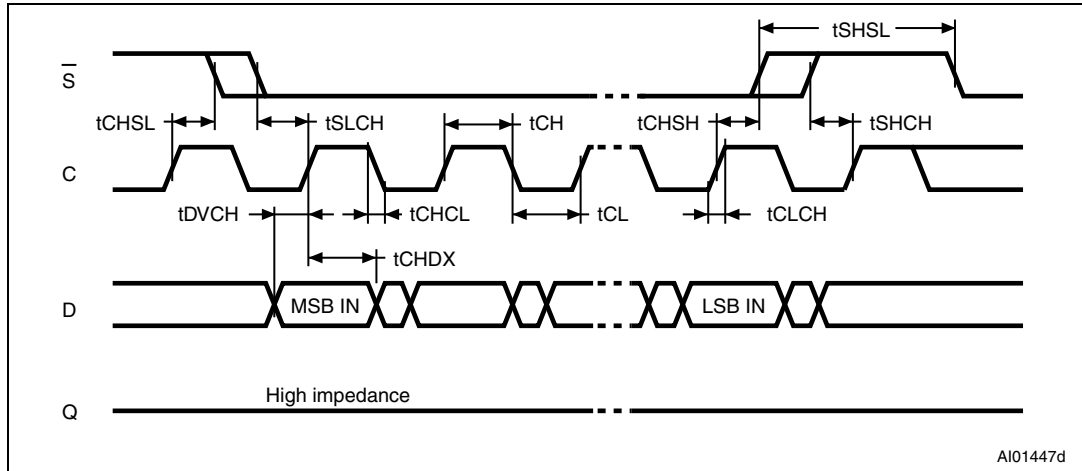 tSHSL
S̅
tCHSL tSLCH tCH tCHSH tSHCH
C
tDVCH tCHCL tCL tCLCH
tCHDX
D MSB IN LSB IN
High impedance
Q
AI01447d